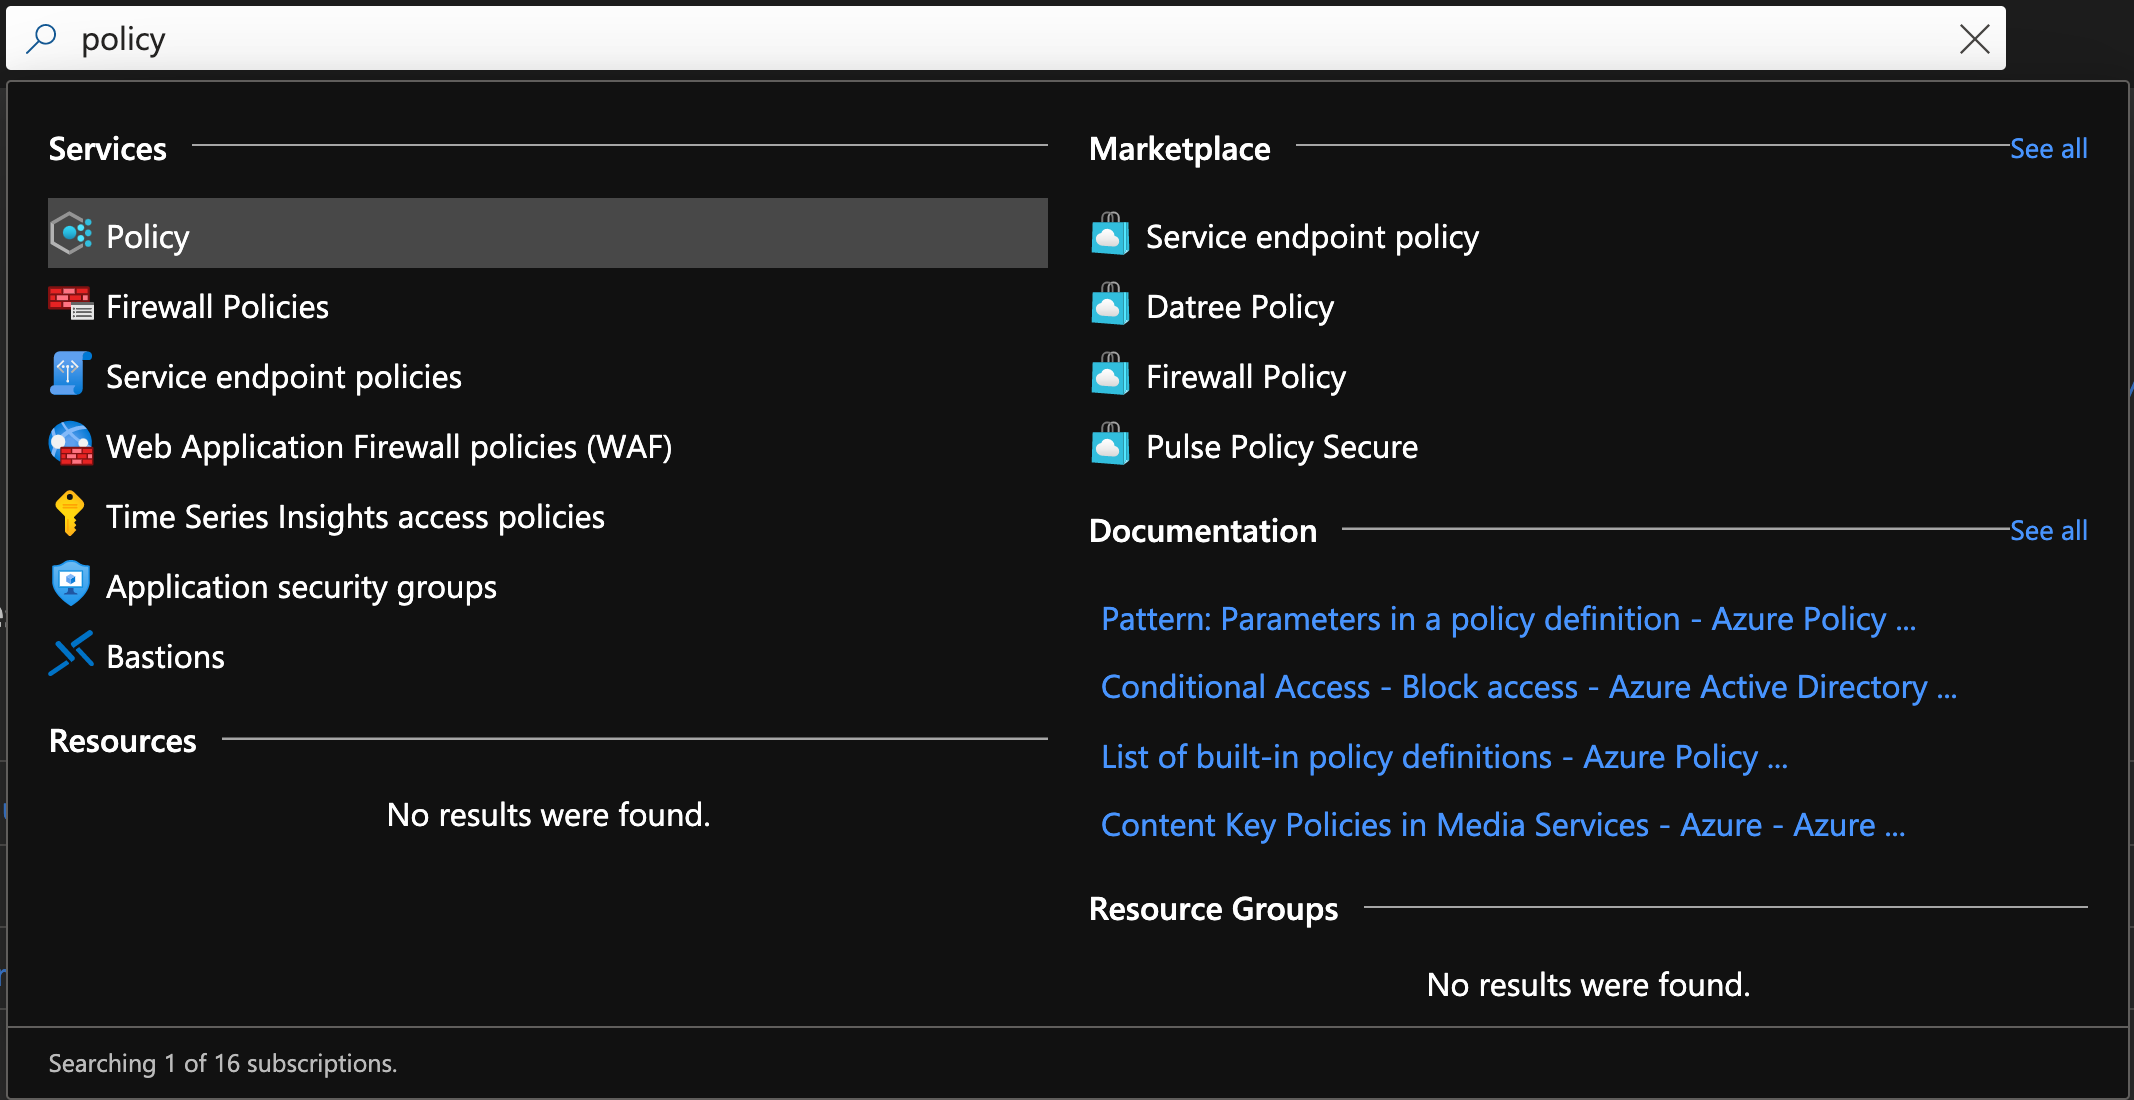 policy
Services
Policy
Firewall Policies
Service endpoint policies
Web Application Firewall policies (WAF)
Time Series Insights access policies
Application security groups
Bastions
Resources
No results were found.
Marketplace
See all
Service endpoint policy
Datree Policy
Firewall Policy
Pulse Policy Secure
Documentation
See all
Pattern: Parameters in a policy definition - Azure Policy ...
Conditional Access - Block access - Azure Active Directory ...
List of built-in policy definitions - Azure Policy ...
Content Key Policies in Media Services - Azure - Azure ...
Resource Groups
No results were found.
Searching 1 of 16 subscriptions.